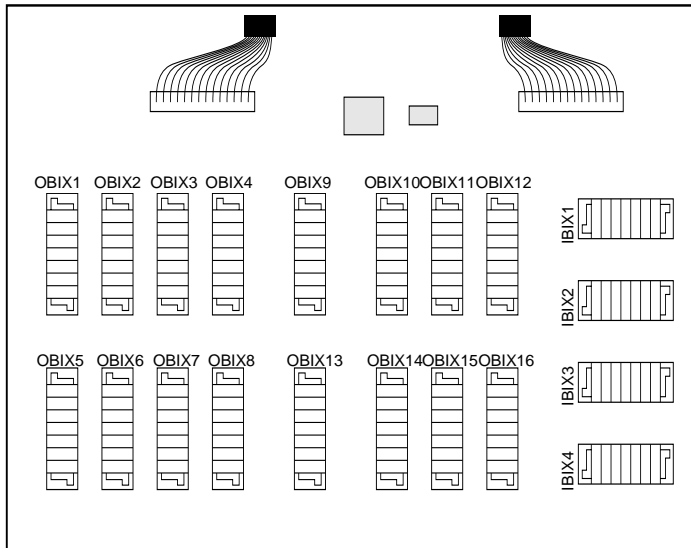 OBIX1 OBIX2 OBIX3 OBIX4 OBIX9 OBIX10 OBIX11 OBIX12
IBIX1
IBIX2
OBIX5 OBIX6 OBIX7 OBIX8 OBIX13 OBIX14 OBIX15 OBIX16
IBIX3
IBIX4